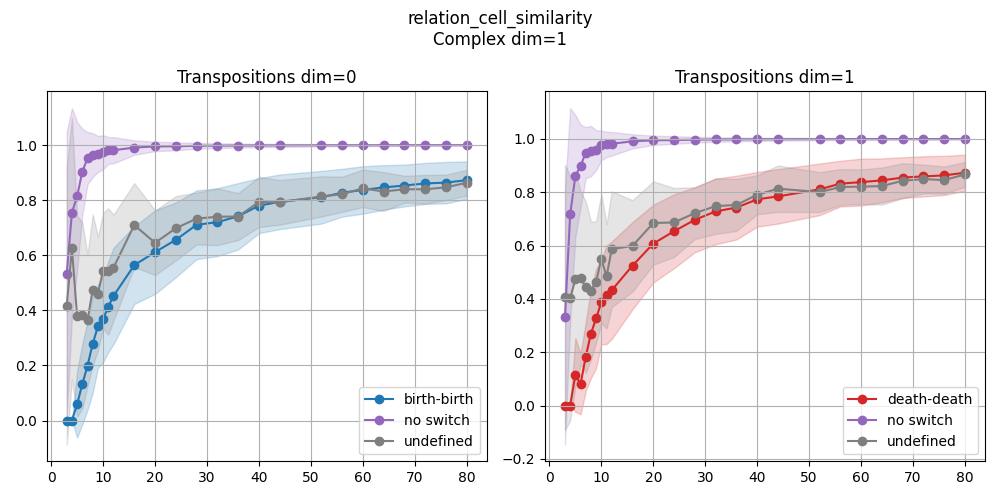 relation_cell_similarity
Complex dim=1
Transpositions dim=0
Transpositions dim=1
1.0
0.8
0.6
0.4
0.2
0.0
0 10 20 30 40 50 60 70 80
birth-birth
no switch
undefined
1.0
0.8
0.6
0.4
0.2
0.0
−0.2
0 10 20 30 40 50 60 70 80
death-death
no switch
undefined